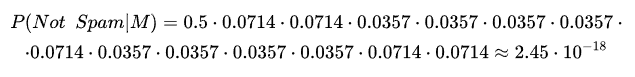 P(Not Spam|M) = 0.5 · 0.0714 · 0.0714 · 0.0357 · 0.0357 · 0.0357 · 0.0357 ·
·0.0714 · 0.0357 · 0.0357 · 0.0357 · 0.0357 · 0.0714 · 0.0714 ≈ 2.45 · 10⁻¹⁸